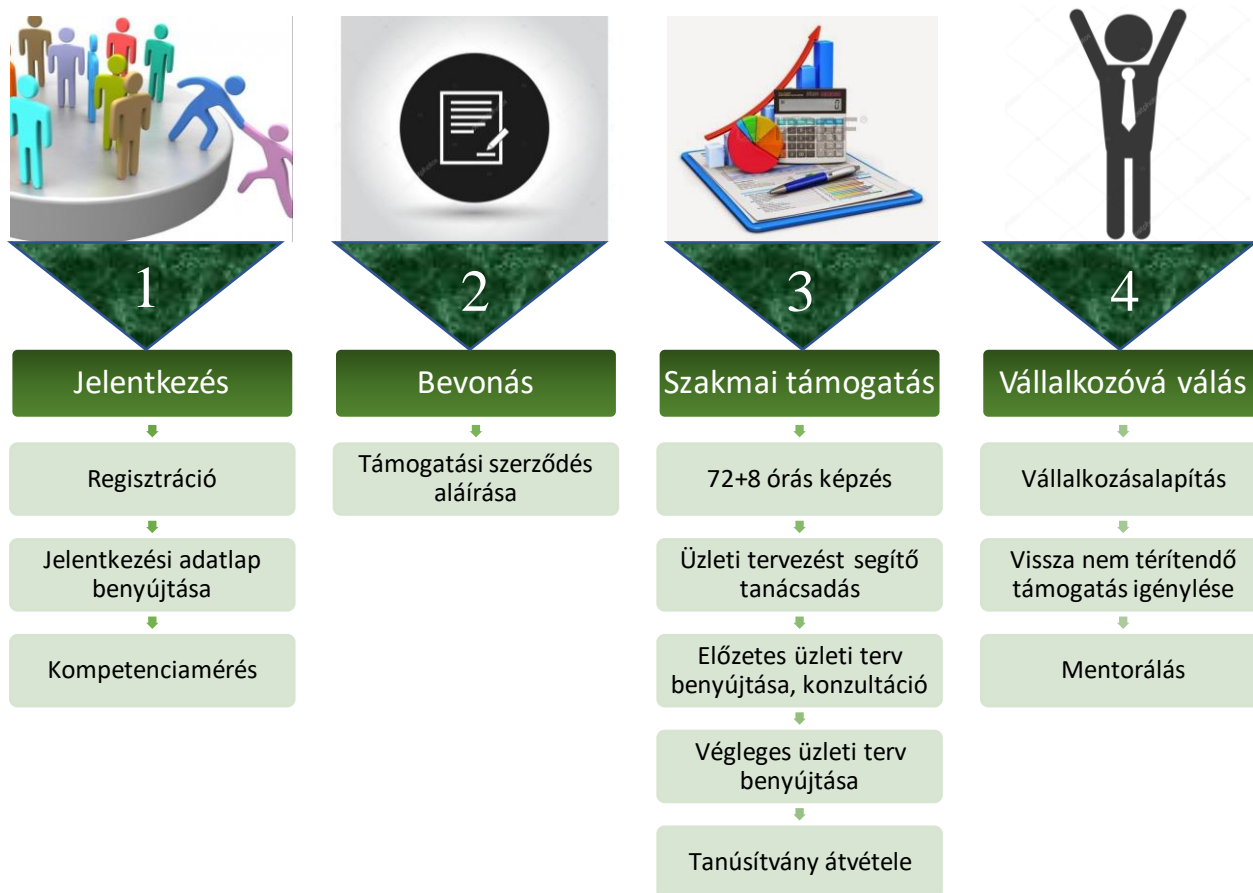 1
Jelentkezés
Regisztráció
Jelentkezési adatlap
benyújtása
Kompetenciamérés
2
Bevonás
Támogatási szerződés
aláírása
0
3
Szakmai támogatás
72+8 órás képzés
Üzleti tervezést segítő
tanácsadás
Előzetes üzleti terv
benyújtása, konzultáció
Végleges üzleti terv
benyújtása
Tanúsítvány átvétele
4
Vállalkozóvá válás
Vállalkozásalapítás
Vissza nem térítendő
támogatás igénylése
Mentorálás